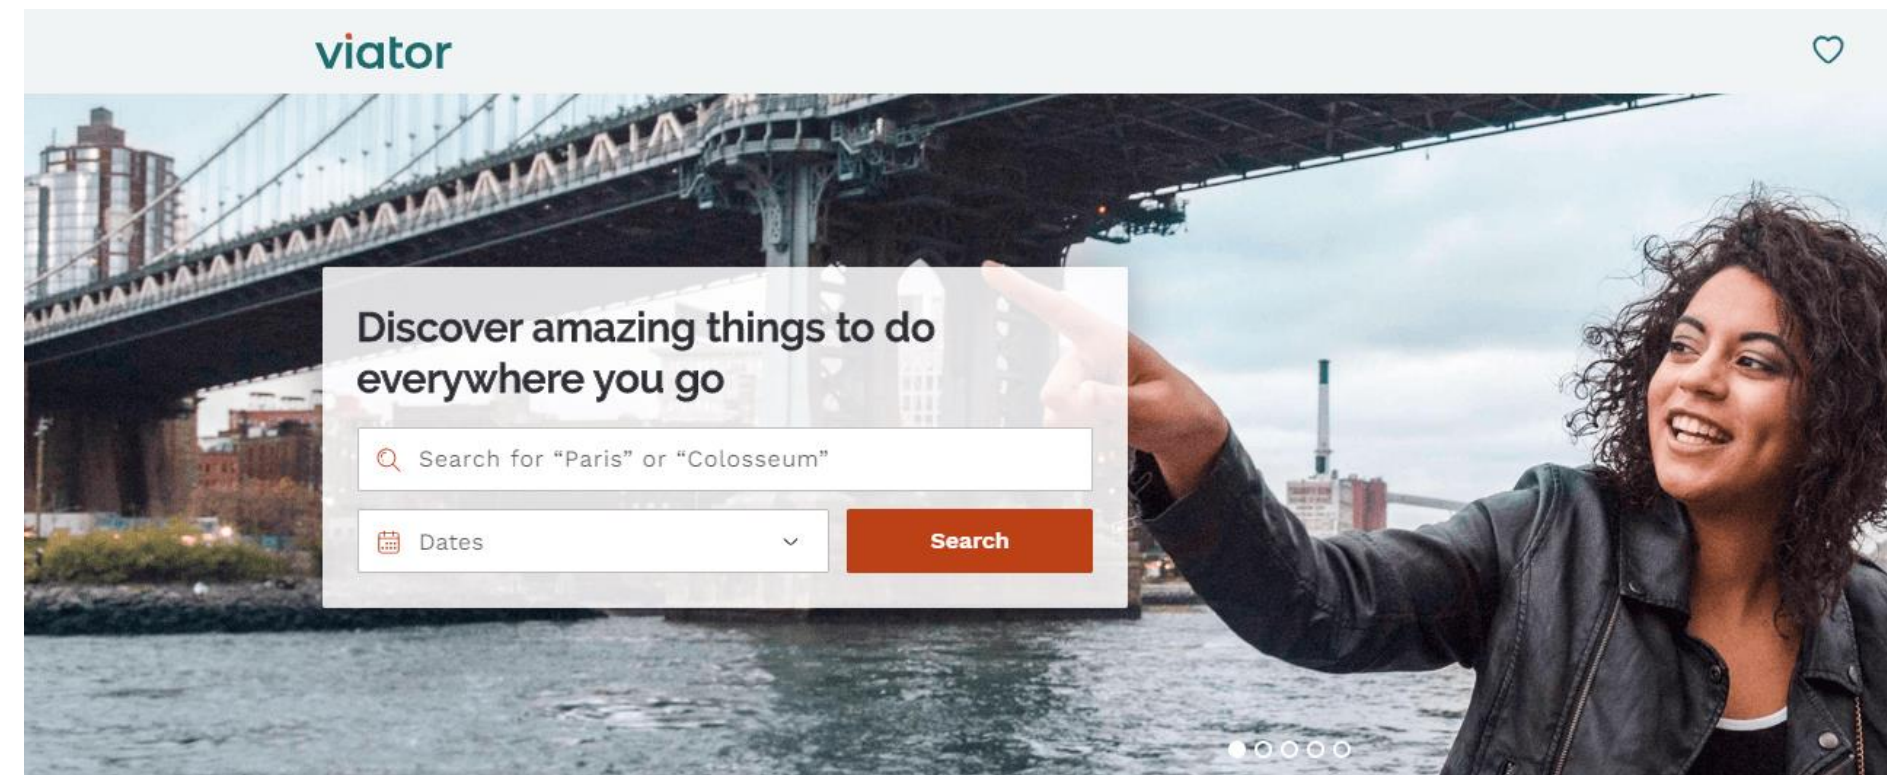 viator
Discover amazing things to do
everywhere you go
Search for “Paris” or “Colosseum”
Dates
Search